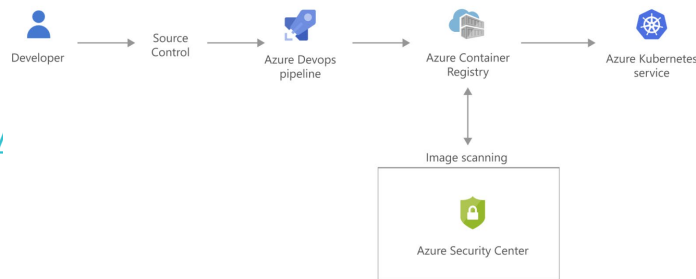 Developer
Source
Control
Azure Devops
pipeline
Azure Container
Registry
Azure Kubernetes
service
Image scanning
Azure Security Center